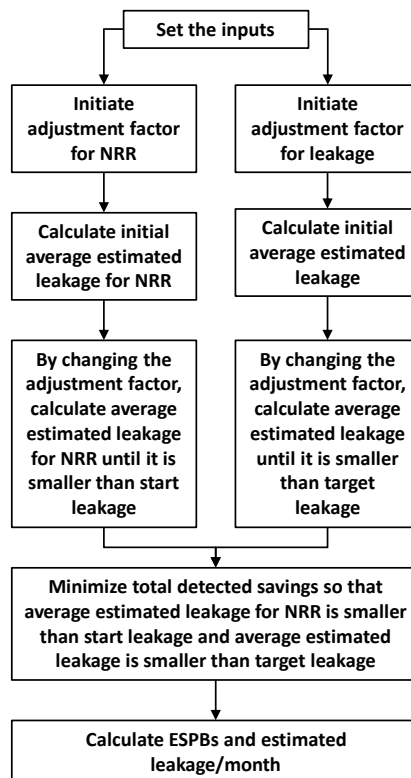 Set the inputs
Initiate
adjustment factor
for NRR
Initiate
adjustment factor
for leakage
Calculate initial
average estimated
leakage for NRR
Calculate initial
average estimated
leakage
By changing the
adjustment factor,
calculate average
estimated leakage
for NRR until it is
smaller than start
leakage
By changing the
adjustment factor,
calculate average
estimated leakage
until it is smaller
than target
leakage
Minimize total detected savings so that
average estimated leakage for NRR is smaller
than start leakage and average estimated
leakage is smaller than target leakage
Calculate ESPBs and estimated
leakage/month